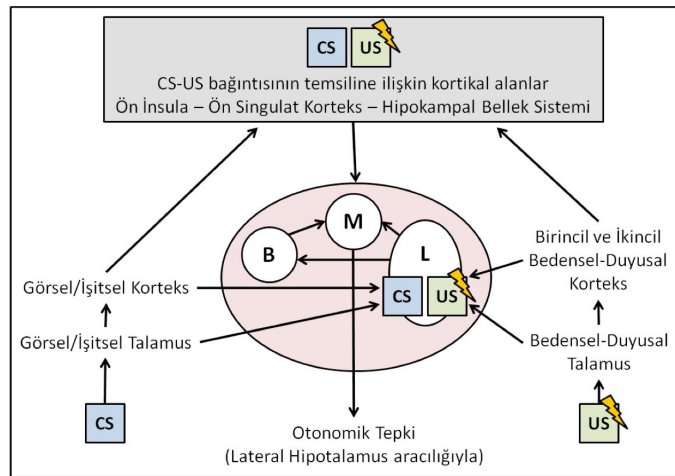 CS US
CS-US bağıntısının temsiline ilişkin kortikal alanlar
Ön İnsula – Ön Singulat Korteks – Hipokampal Bellek Sistemi
M
B
L
CS US
Görsel/İşitsel Korteks
Görsel/İşitsel Talamus
CS
Birincil ve İkincil
Bedensel-Duyusal
Korteks
Bedensel-Duyusal
Talamus
US
Otonomik Tepki
(Lateral Hipotalamus aracılığıyla)